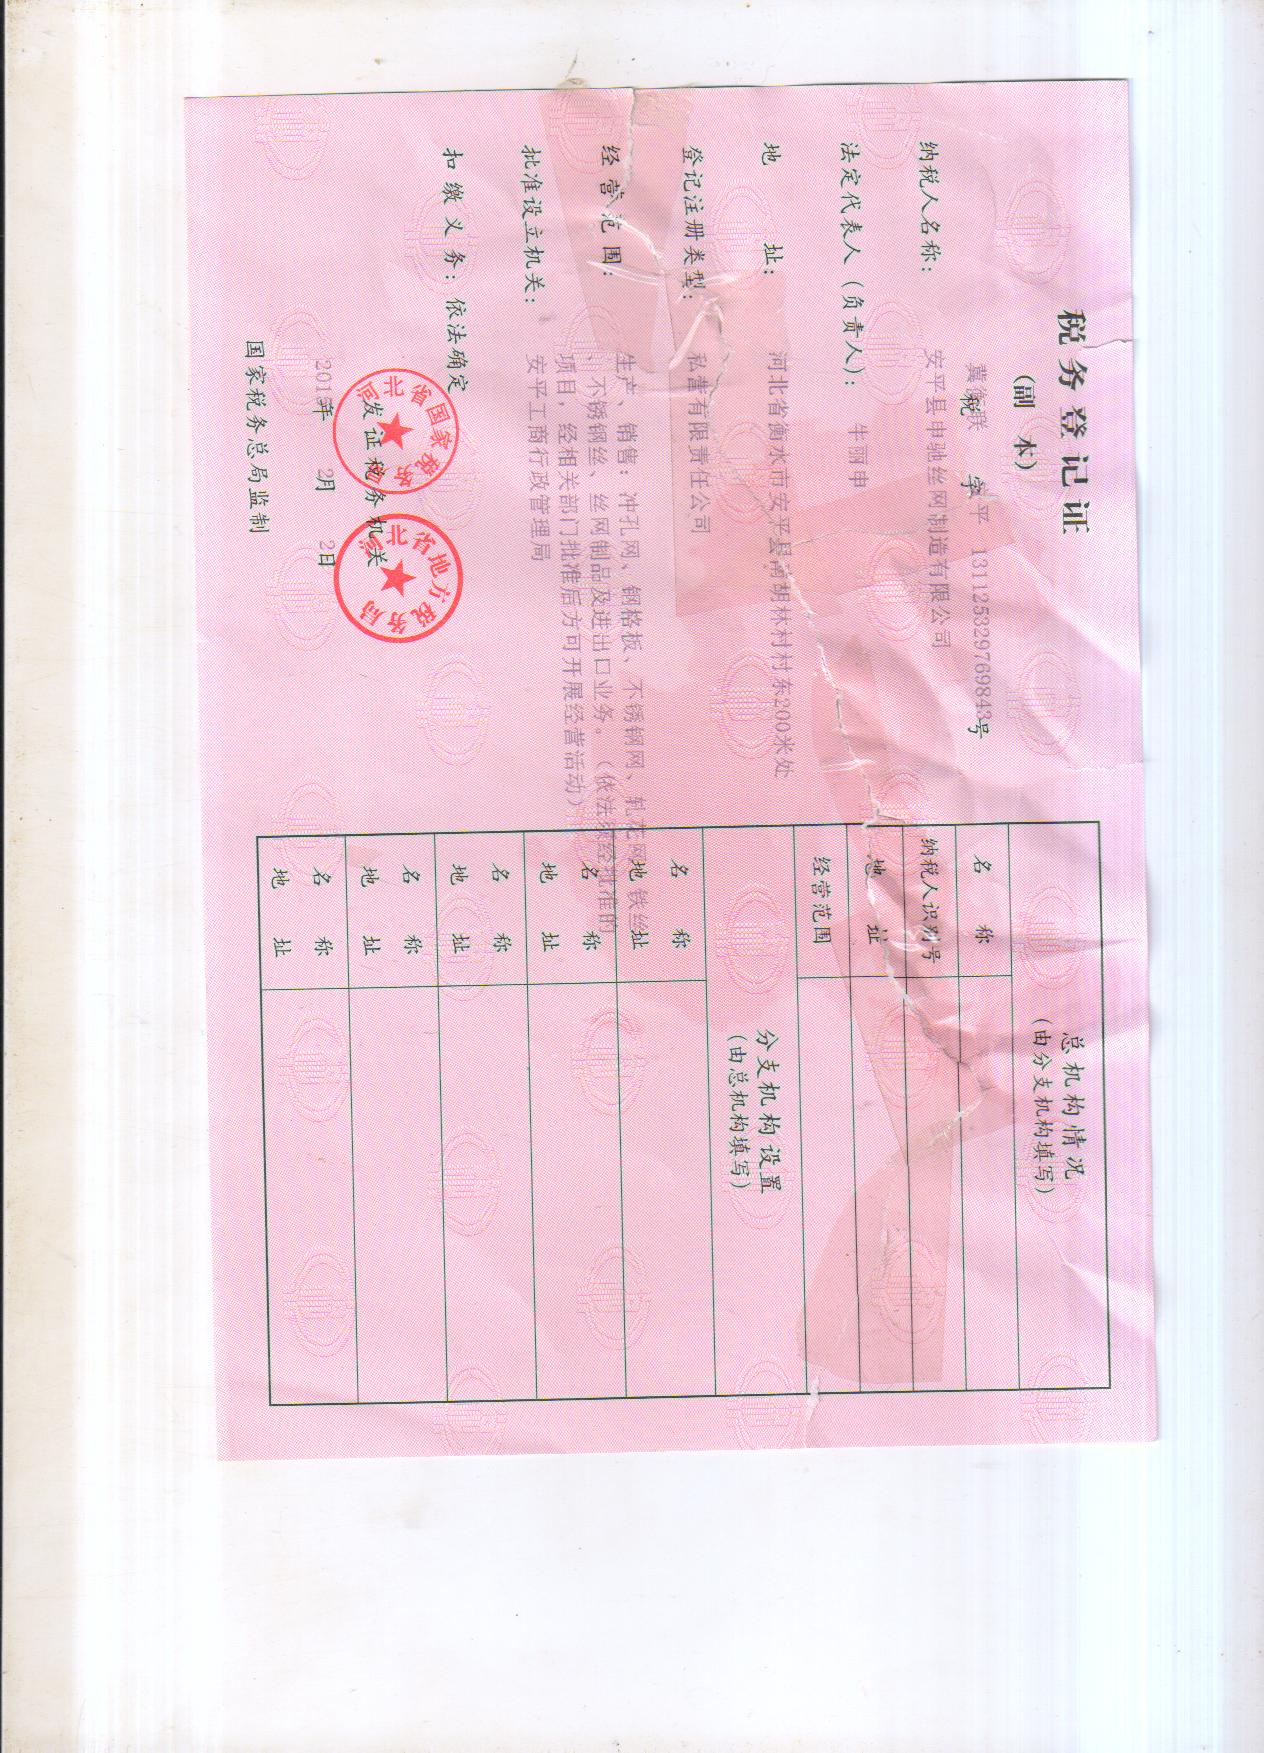 税务登记证
（副 本）
冀衡联 税 字 平 131125329769843号
纳税人名称： 安平县申驰丝网制造有限公司
法定代表人（负责人）： 牛丽申
地 址： 河北省衡水市安平县南胡林村村东200米处
登记注册类型： 私营有限责任公司
经 营 范 围： 生产、销售：冲孔网、钢格板、不锈钢网、轧花网、铁丝
、不锈钢丝、丝网制品及进出口业务。（依法须经批准的
项目，经相关部门批准后方可开展经营活动）
批准设立机关： 安平工商行政管理局
扣 缴 义 务： 依法确定
发证税务机关
河北省国家税务
河北省地方税务局
2015年 2月 2日
国家税务总局监制
总机构情况
（由分支机构填写）
名 称
纳税人识别号
地 址
经营范围
分支机构设置
（由总机构填写）
名 称
地 址
名 称
地 址
名 称
地 址
名 称
地 址
名 称
地 址